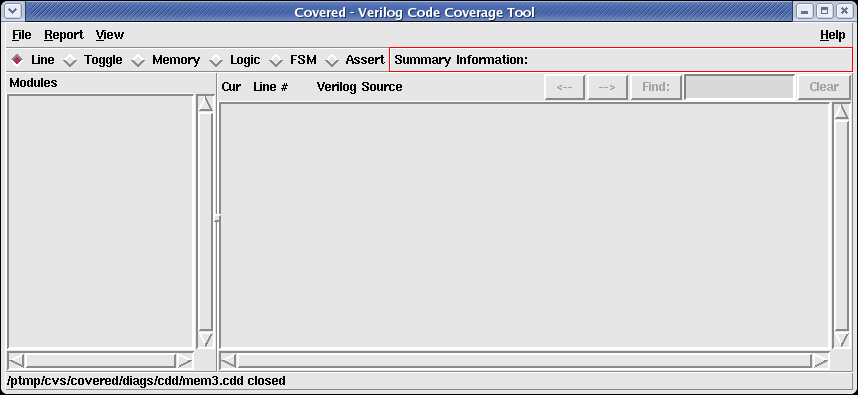 Covered - Verilog Code Coverage Tool
File Report View Help
Line Toggle Memory Logic FSM Assert Summary Information:
Modules Cur Line # Verilog Source <-- --> Find: Clear
/ptmp/cvs/covered/diags/cdd/mem3.cdd closed